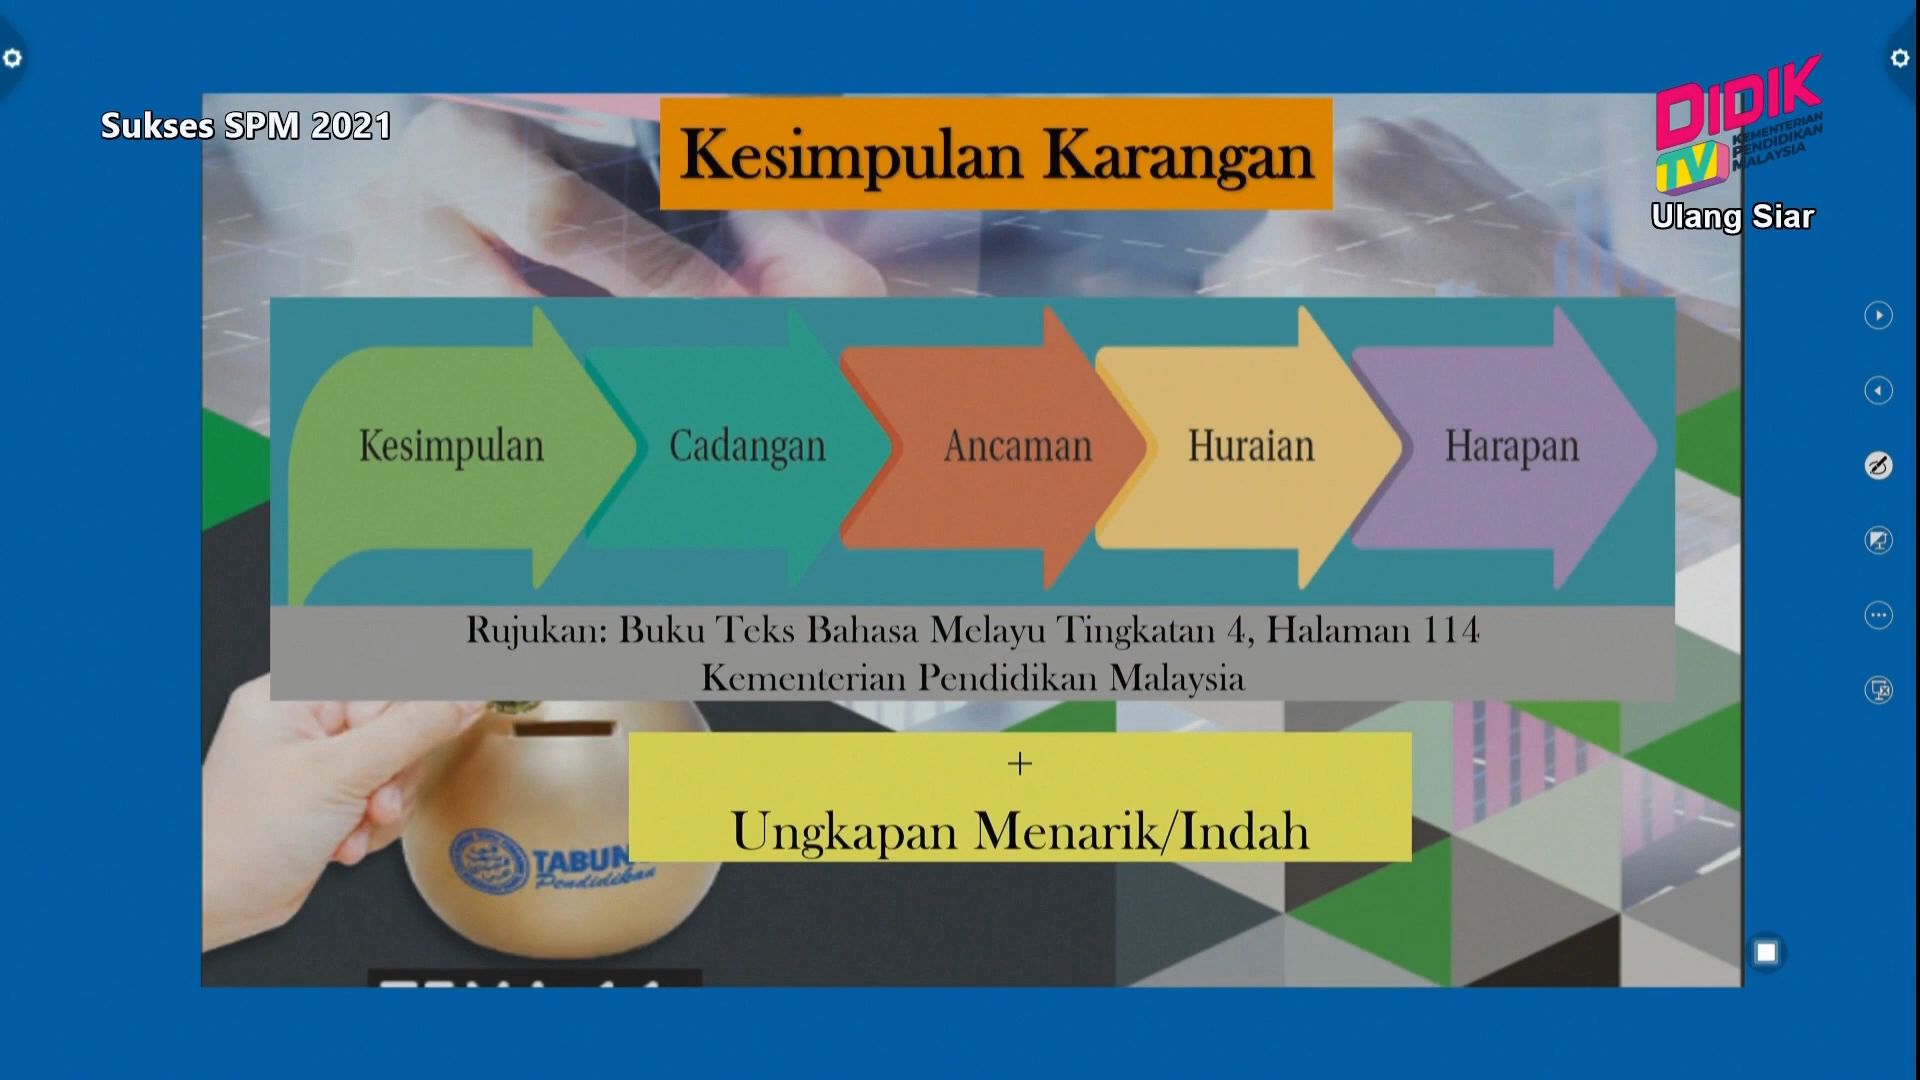 Sukses SPM 2021
DIDIK
TV
KEMENTERIAN
PENDIDIKAN
MALAYSIA
Ulang Siar
Kesimpulan Karangan
Kesimpulan
Cadangan
Ancaman
Huraian
Harapan
Rujukan: Buku Teks Bahasa Melayu Tingkatan 4, Halaman 114
Kementerian Pendidikan Malaysia
+
Ungkapan Menarik/Indah
Pendidikan